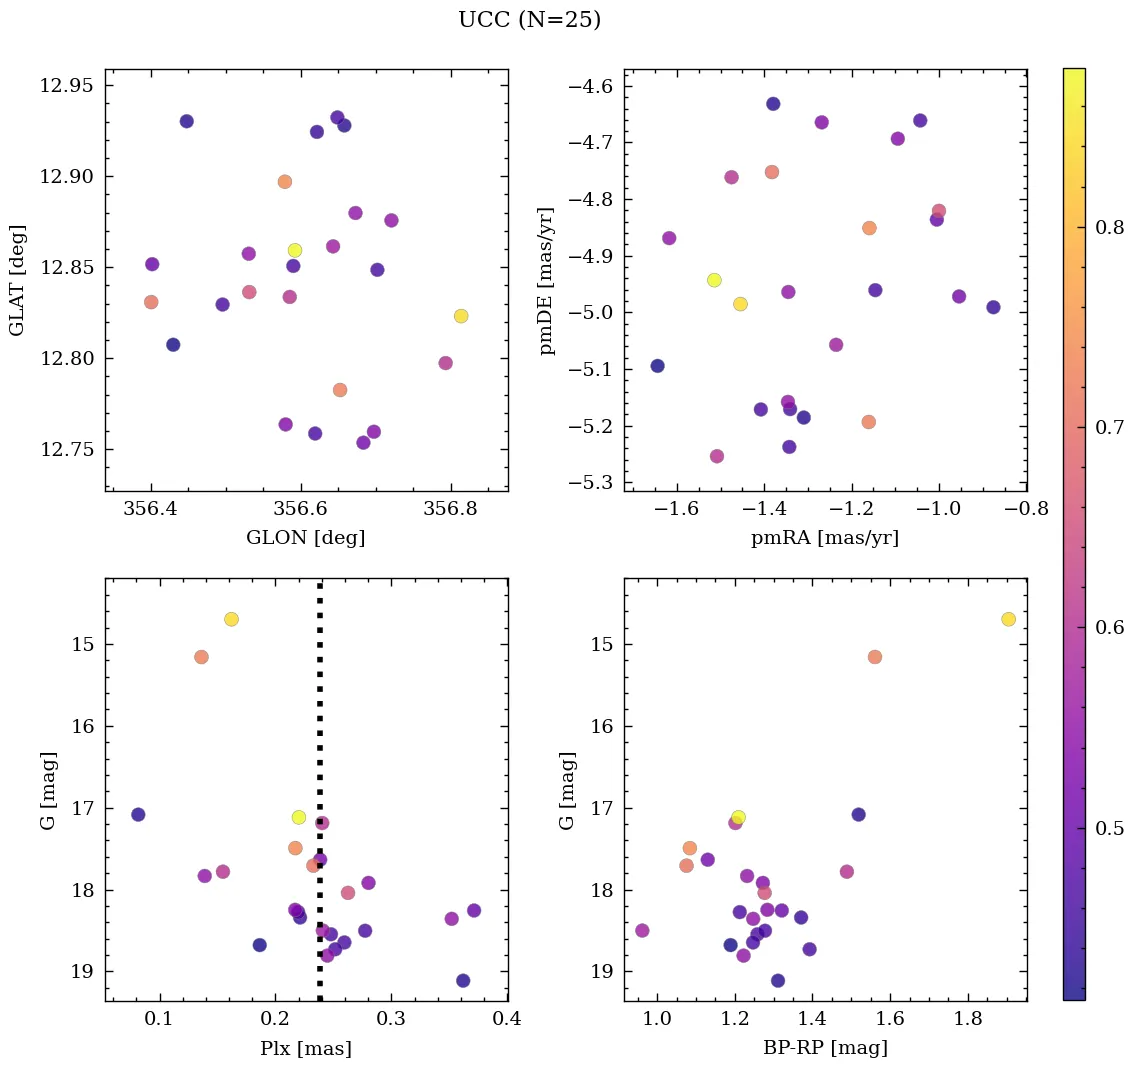 UCC (N=25)
12.95
12.90
12.85
12.80
12.75
GLAT [deg]
356.4 356.6 356.8
GLON [deg]
−4.6
−4.7
−4.8
−4.9
−5.0
−5.1
−5.2
−5.3
pmDE [mas/yr]
−1.6 −1.4 −1.2 −1.0 −0.8
pmRA [mas/yr]
15
16
17
18
19
G [mag]
0.1 0.2 0.3 0.4
Plx [mas]
15
16
17
18
19
G [mag]
1.0 1.2 1.4 1.6 1.8
BP-RP [mag]
0.8
0.7
0.6
0.5